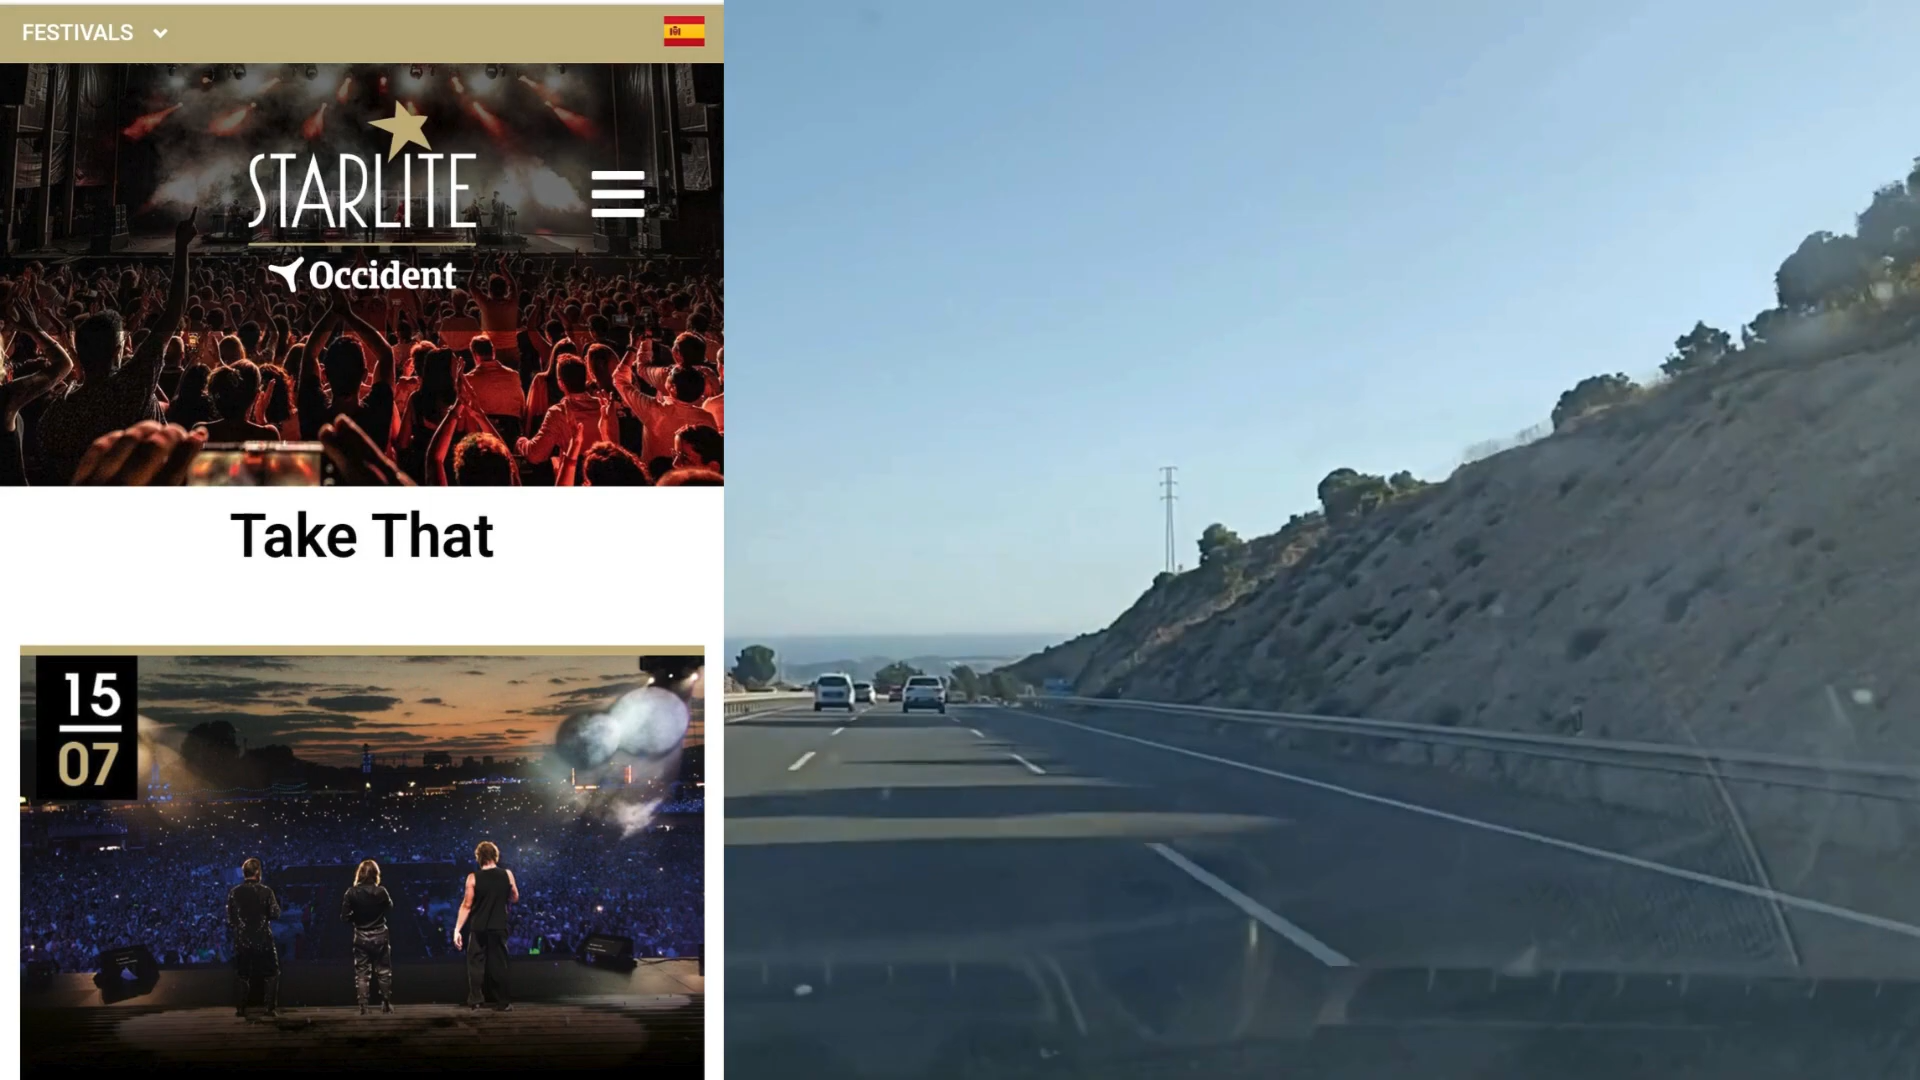 FESTIVALS
STARLITE
Occident
Take That
15
07